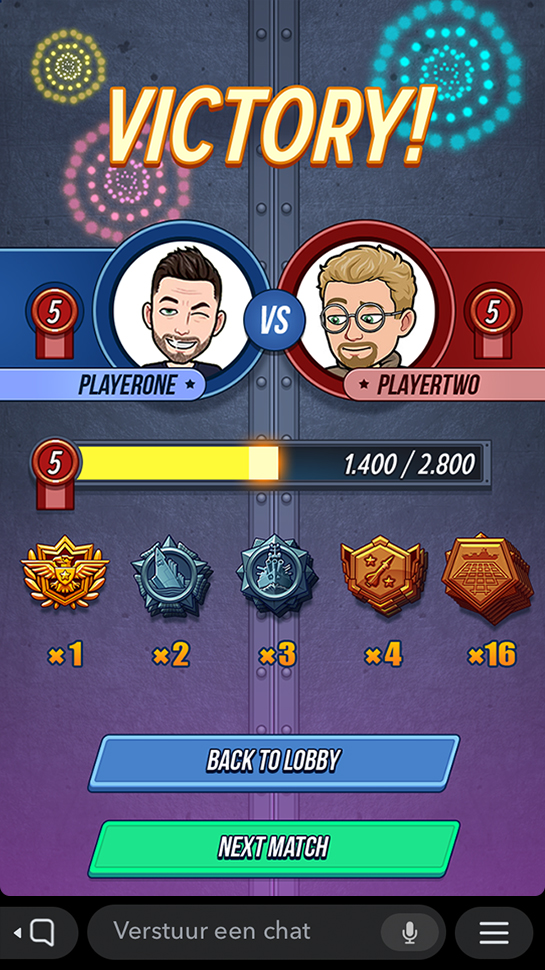 VICTORY!
5
VS
5
PLAYERONE
PLAYERTWO
5
1.400 / 2.800
×1
×2
×3
×4
×16
BACK TO LOBBY
NEXT MATCH
Verstuur een chat